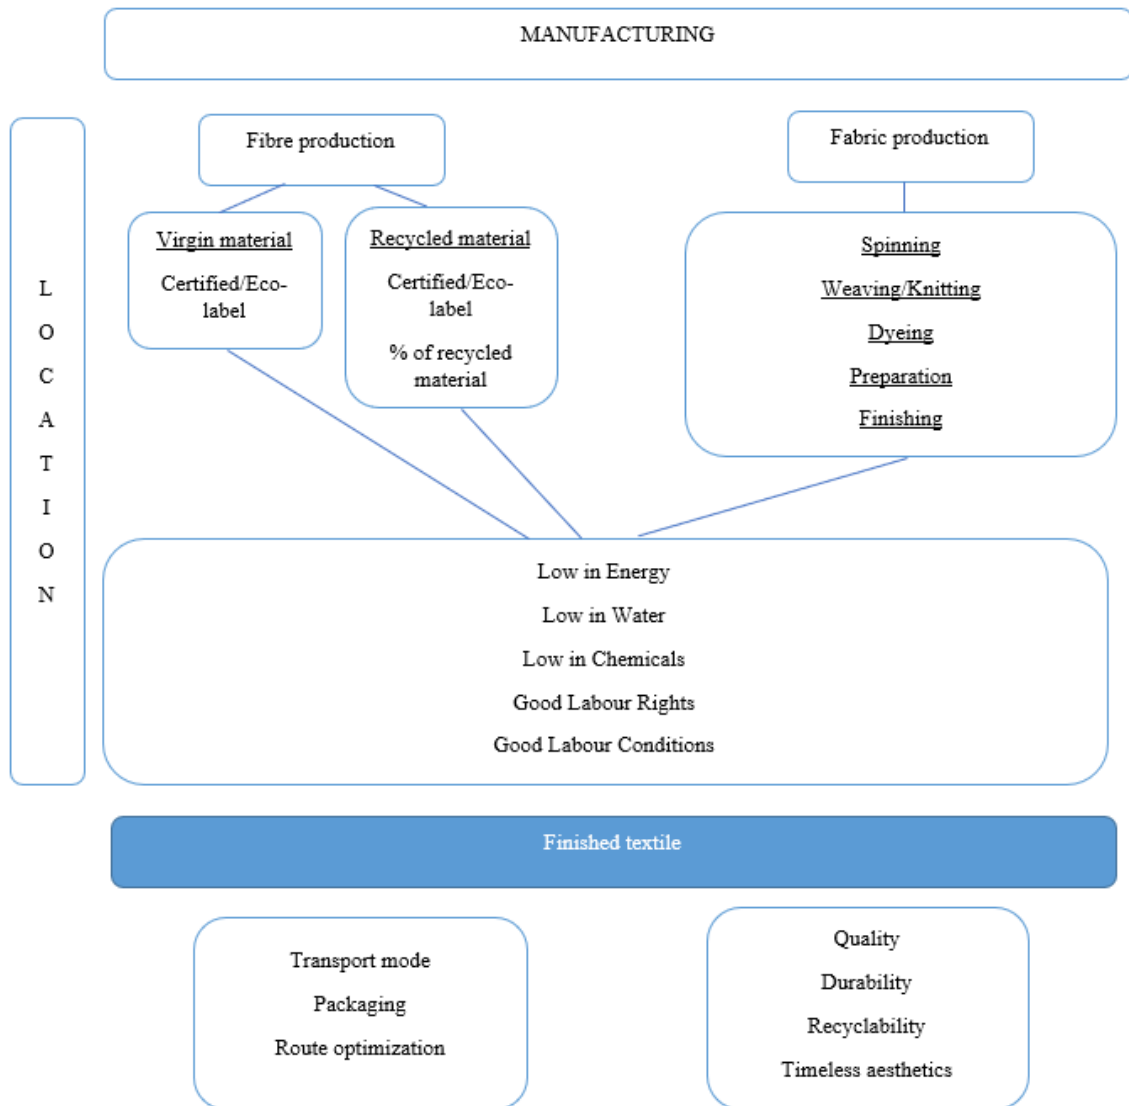 MANUFACTURING
Fibre production
Fabric production
L
O
C
A
T
I
O
N
Virgin material
Certified/Eco-
label
Recycled material
Certified/Eco-
label
% of recycled
material
Spinning
Weaving/Knitting
Dyeing
Preparation
Finishing
Low in Energy
Low in Water
Low in Chemicals
Good Labour Rights
Good Labour Conditions
Finished textile
Transport mode
Packaging
Route optimization
Quality
Durability
Recyclability
Timeless aesthetics